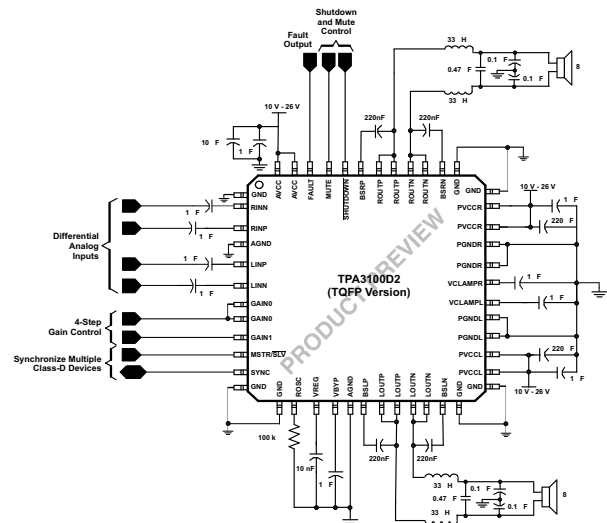 Shutdown
and Mute
Control
Fault
Output
33 H
0.1 F
0.47 F
0.1 F
8
33 H
10 V - 26 V
220nF
220nF
10 F
1 F
AVCC
AVCC
FAULT
MUTE
SHUTDOWN
BSRP
ROUTP
ROUTP
ROUTN
ROUTN
BSRN
GND
GND
RINN
RINP
AGND
LINP
LINN
GAIN0
GAIN0
GAIN1
MSTR/SLV
SYNC
GND
1 F
1 F
1 F
1 F
Differential
Analog
Inputs
4-Step
Gain Control
Synchronize Multiple
Class-D Devices
TPA3100D2
(TQFP Version)
PRODUCT PREVIEW
GND
PVCCR
PVCCR
PGNDR
PGNDR
VCLAMPR
VCLAMPL
PGNDL
PGNDL
PVCCL
PVCCL
GND
10 V - 26 V
1 F
220 F
1 F
1 F
220 F
1 F
10 V - 26 V
GND
ROSC
VREG
VBYP
AGND
BSLP
LOUTP
LOUTP
LOUTN
LOUTN
BSLN
GND
100 k
10 nF
1 F
220nF
220nF
33 H
0.1 F
0.47 F
0.1 F
8
33 H